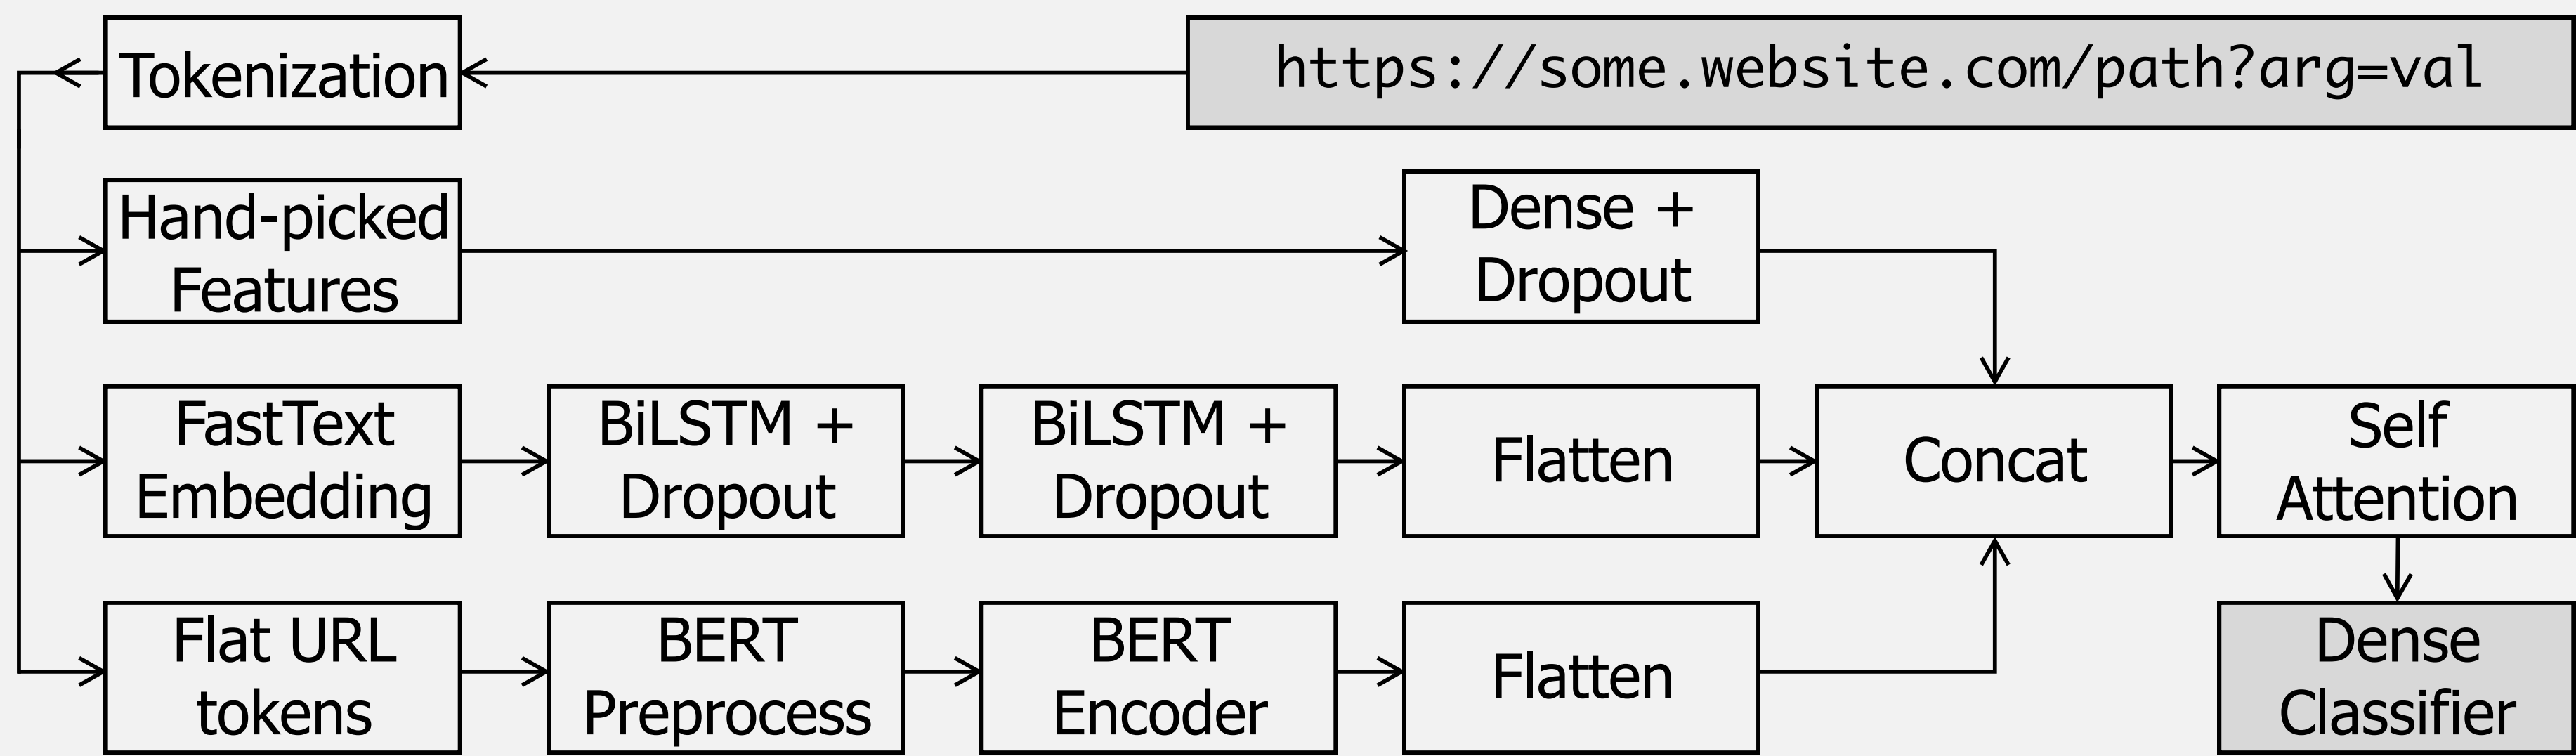 Tokenization
https://some.website.com/path?arg=val
Hand-picked
Features
Dense +
Dropout
FastText
Embedding
BiLSTM +
Dropout
BiLSTM +
Dropout
Flatten
Concat
Self
Attention
Flat URL
tokens
BERT
Preprocess
BERT
Encoder
Flatten
Dense
Classifier